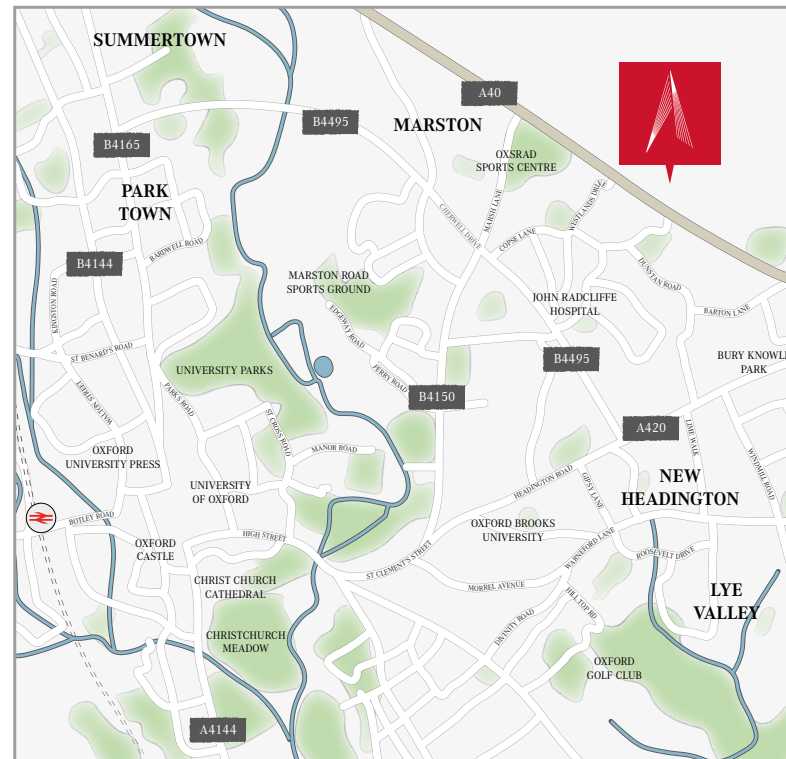 SUMMERTOWN
A40
B4495
MARSTON
B4165
OXSRAD
SPORTS CENTRE
PARK
TOWN
WESTLANDS DRIVE
MARSH LANE
CHERWELL DRIVE
COPSE LANE
BARDWELL ROAD
B4144
DUNSTAN ROAD
MARSTON ROAD
SPORTS GROUND
KINGSTON ROAD
JOHN RADCLIFFE
HOSPITAL
BARTON LANE
EDGEWAY ROAD
ST BENARD'S ROAD
B4495
BURY KNOWL
PARK
UNIVERSITY PARKS
FERRY ROAD
WALTON STREET
PARKS ROAD
B4150
ST CROSS ROAD
A420
LIME WALK
OXFORD
UNIVERSITY PRESS
MANOR ROAD
WINDMILL ROAD
HEADINGTON ROAD
GIPSY LANE
NEW
HEADINGTON
UNIVERSITY
OF OXFORD
BOTLEY ROAD
OXFORD BROOKS
UNIVERSITY
HIGH STREET
OXFORD
CASTLE
WARNEFORD LANE
ROOSEVELT DRIVE
ST CLEMENT'S STREET
CHRIST CHURCH
CATHEDRAL
MORREL AVENUE
LYE
VALLEY
HILL TOP RD
DIVINITY ROAD
CHRISTCHURCH
MEADOW
OXFORD
GOLF CLUB
A4144